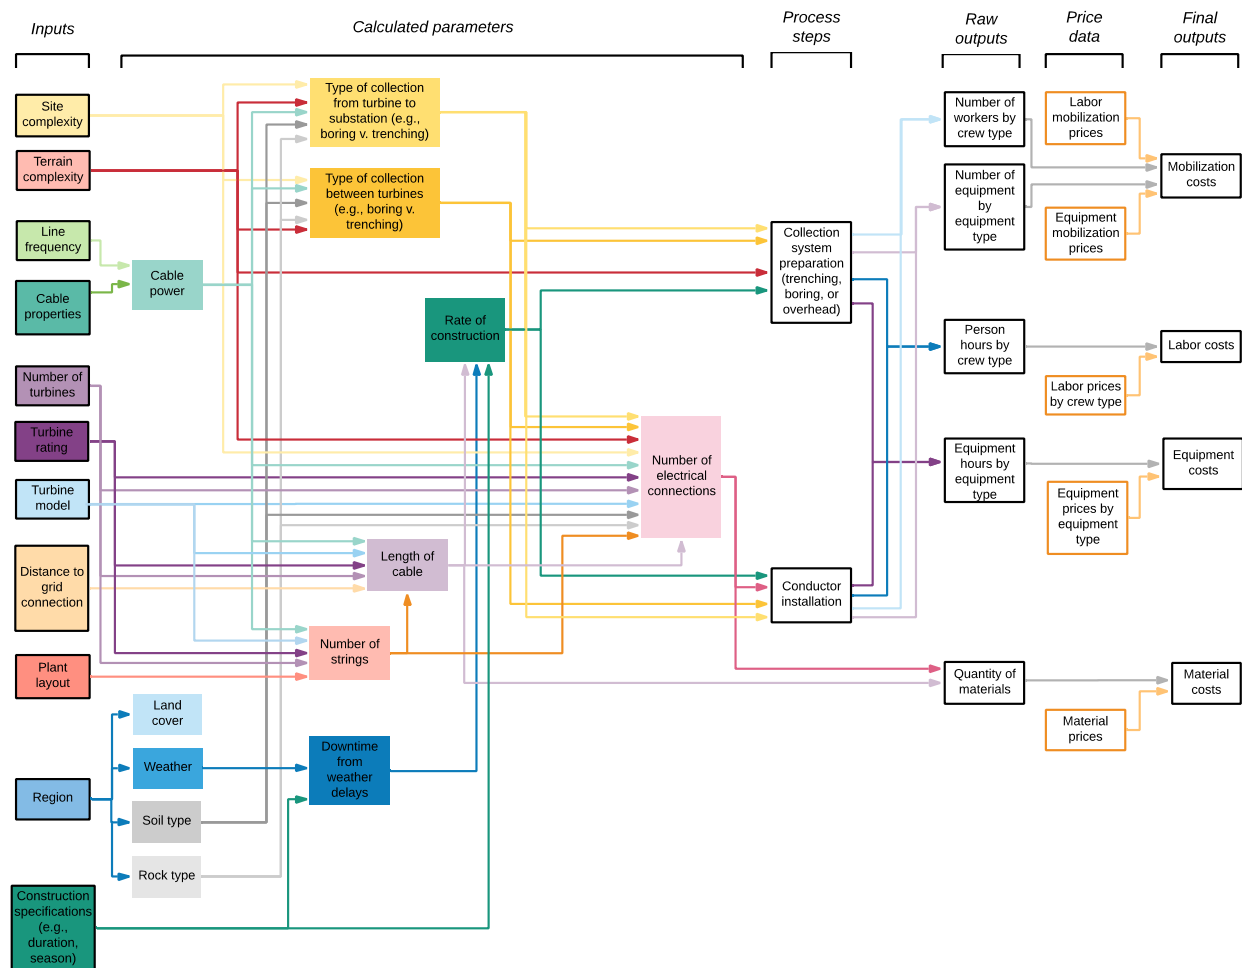 Inputs
Calculated parameters
Process
steps
Raw
outputs
Price
data
Final
outputs
Site
complexity
Terrain
complexity
Line
frequency
Cable
properties
Number of
turbines
Turbine
rating
Turbine
model
Distance to
grid
connection
Plant
layout
Region
Construction
specifications
(e.g.,
duration,
season)
Cable
power
Land
cover
Weather
Soil type
Rock type
Type of collection
from turbine to
substation (e.g.,
boring v. trenching)
Type of collection
between turbines
(e.g., boring v.
trenching)
Rate of
construction
Length of
cable
Number of
strings
Downtime
from
weather
delays
Number of
electrical
connections
Collection
system
preparation
(trenching,
boring, or
overhead)
Conductor
installation
Number of
workers by
crew type
Number of
equipment
by
equipment
type
Person
hours by
crew type
Equipment
hours by
equipment
type
Quantity of
materials
Labor
mobilization
prices
Equipment
mobilization
prices
Labor prices
by crew type
Equipment
prices by
equipment
type
Material
prices
Mobilization
costs
Labor costs
Equipment
costs
Material
costs